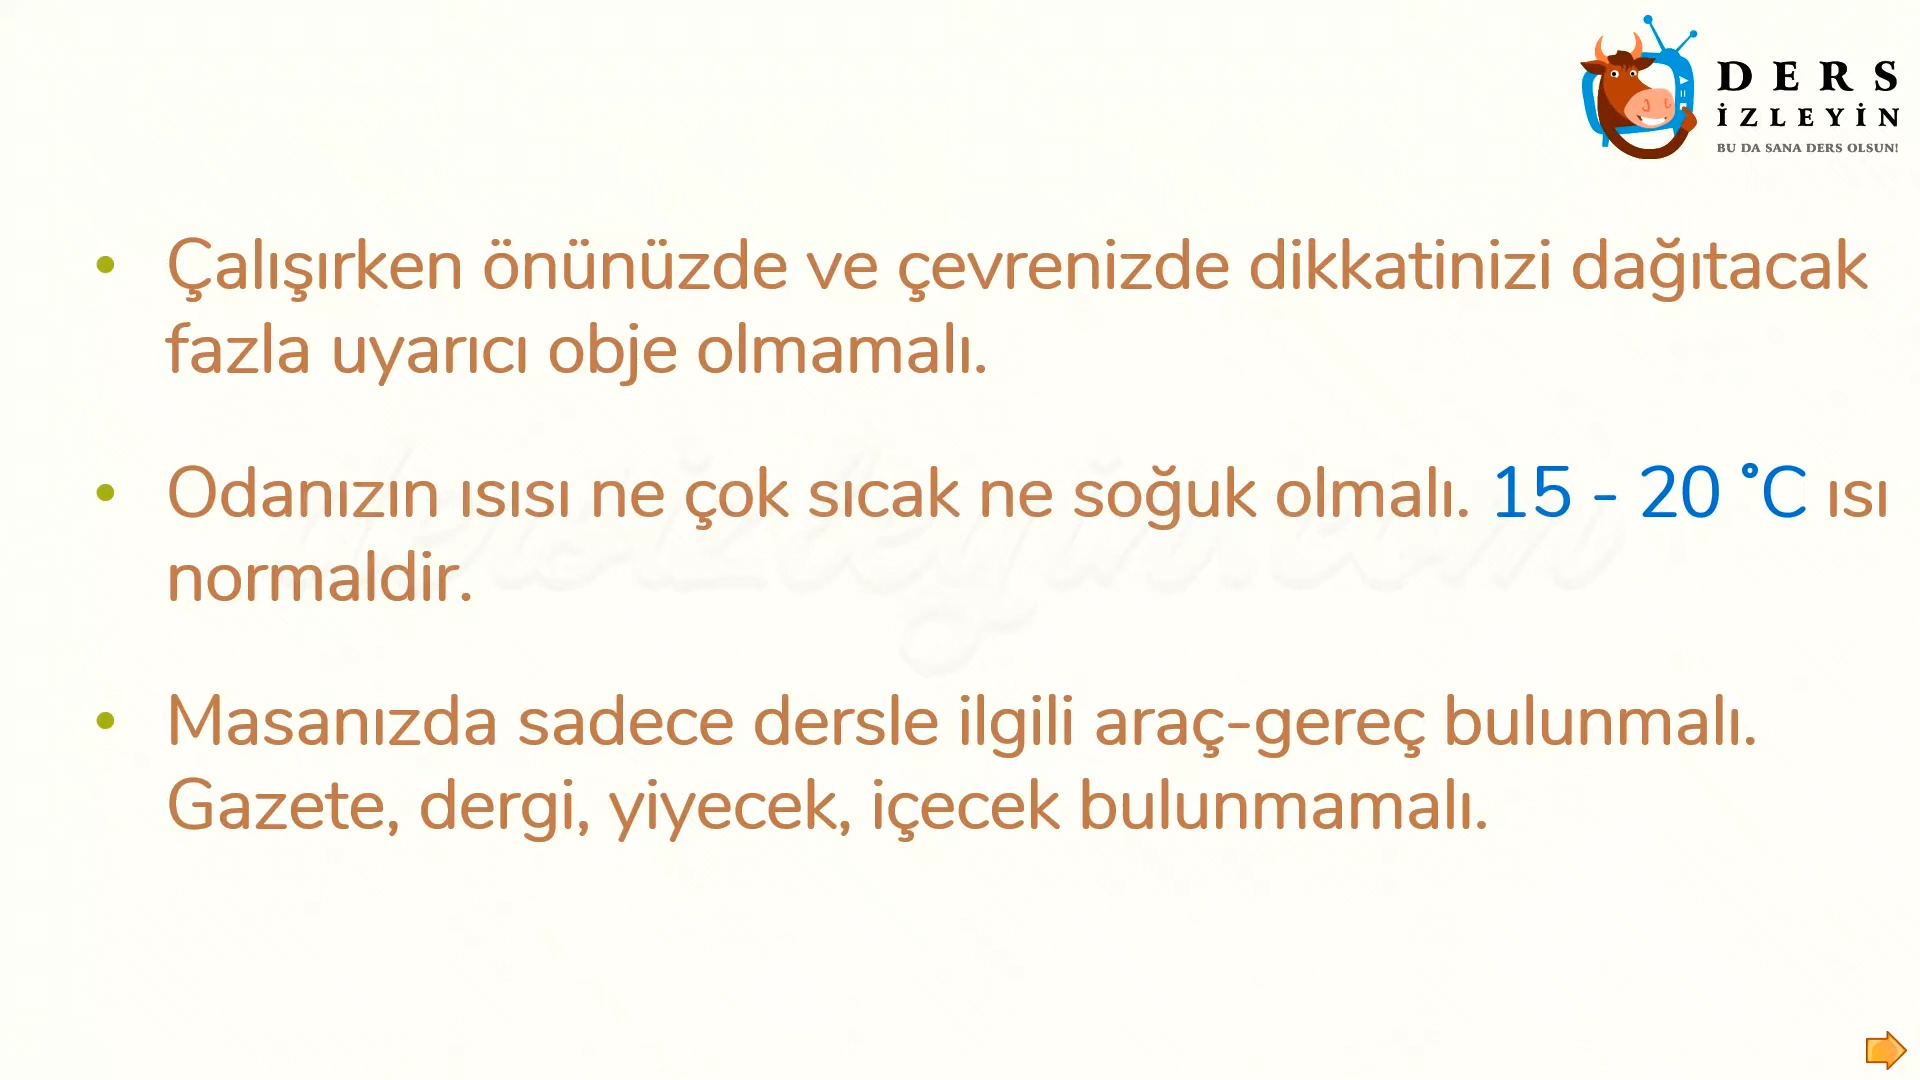 DERS
İZLEYİN
BU DA SANA DERS OLSUN!
• Çalışırken önünüzde ve çevrenizde dikkatinizi dağıtacak
fazla uyarıcı obje olmamalı.
• Odanızın ısısı ne çok sıcak ne soğuk olmalı. 15 - 20 °C ısı
normaldir.
• Masanızda sadece dersle ilgili araç-gereç bulunmalı.
Gazete, dergi, yiyecek, içecek bulunmamalı.
dersizleyin.com